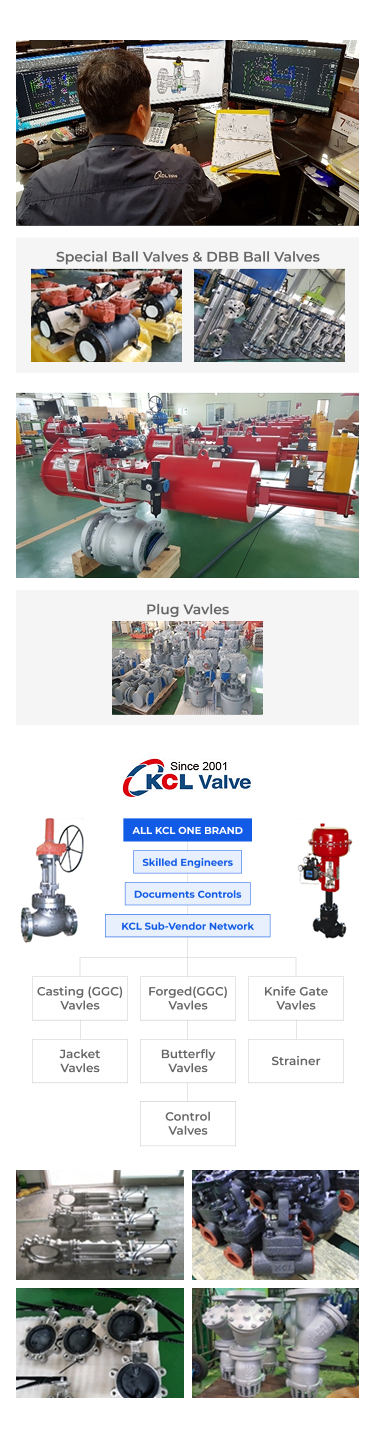 KCL
Special Ball Valves & DBB Ball Valves
Plug Vavles
Since 2001
KCL Valve
ALL KCL ONE BRAND
Skilled Engineers
Documents Controls
KCL Sub-Vendor Network
Casting (GGC)
Vavles
Forged(GGC)
Vavles
Knife Gate
Vavles
Jacket
Vavles
Butterfly
Vavles
Strainer
Control
Valves
KCL